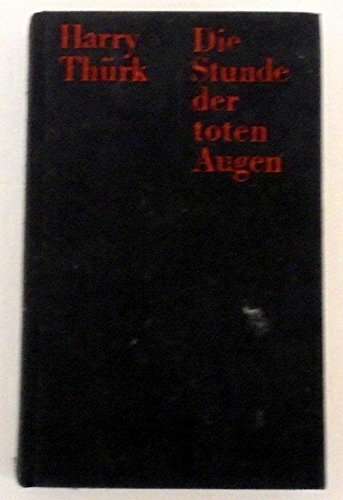 Harry
Thürk
Die
Stunde
der
toten
Augen